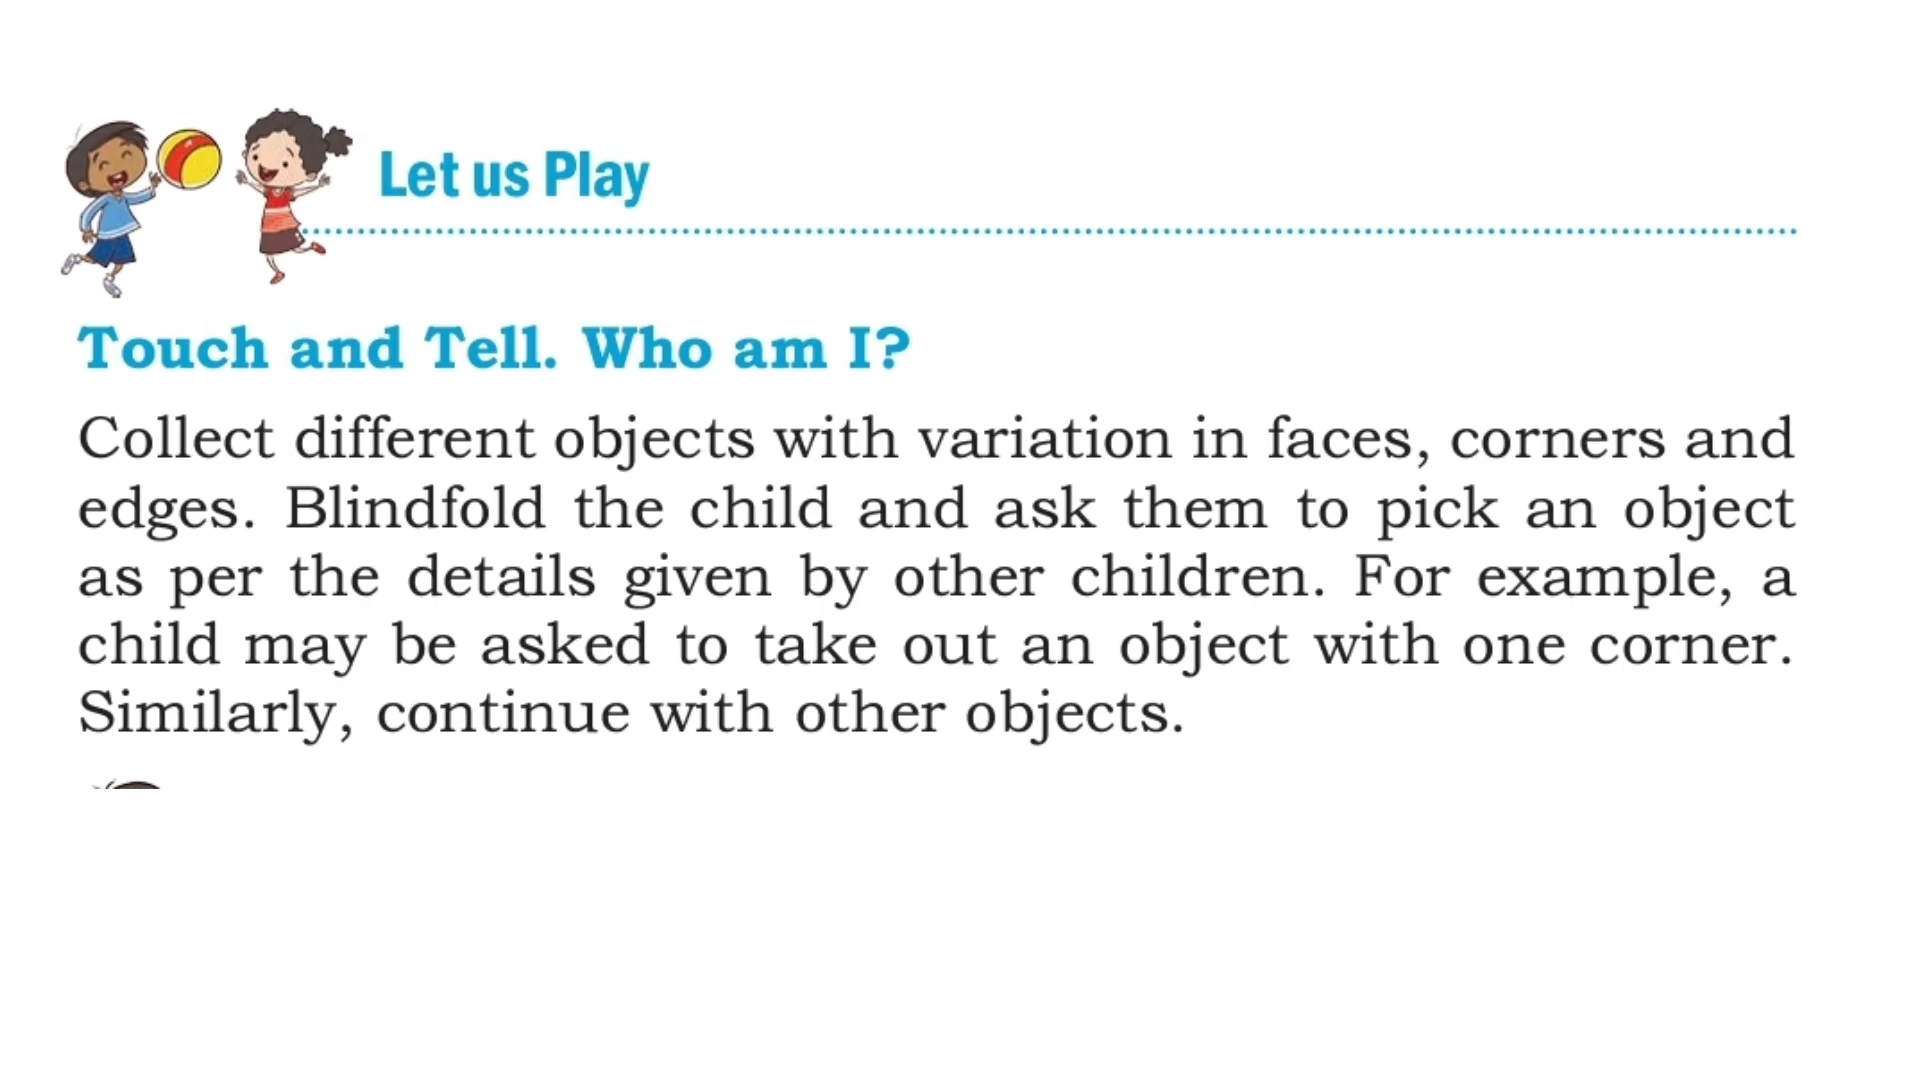 Let us Play
Touch and Tell. Who am I?
Collect different objects with variation in faces, corners and
edges. Blindfold the child and ask them to pick an object
as per the details given by other children. For example, a
child may be asked to take out an object with one corner.
Similarly, continue with other objects.